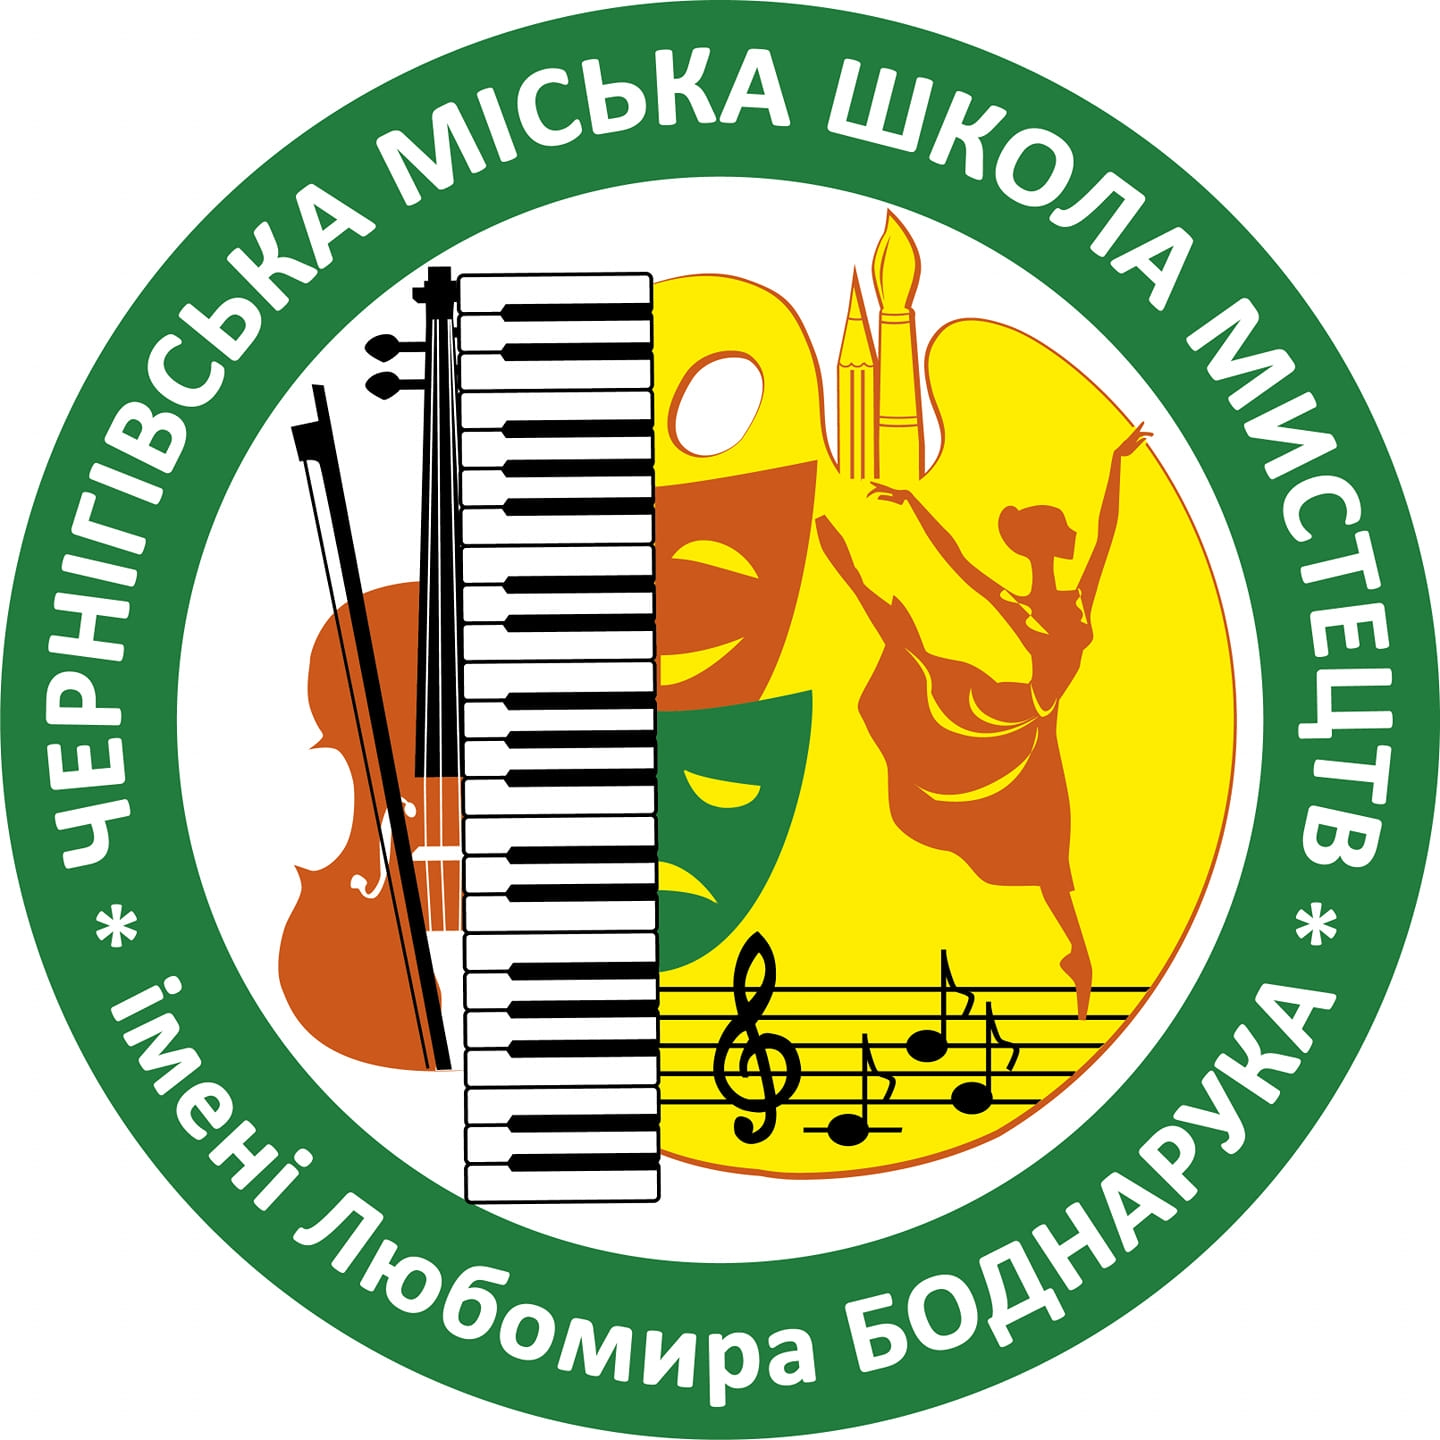 ЧЕРНІГІВСЬКА МІСЬКА ШКОЛА МИСТЕЦТВ
* імені Любомира БОДНАРУКА *